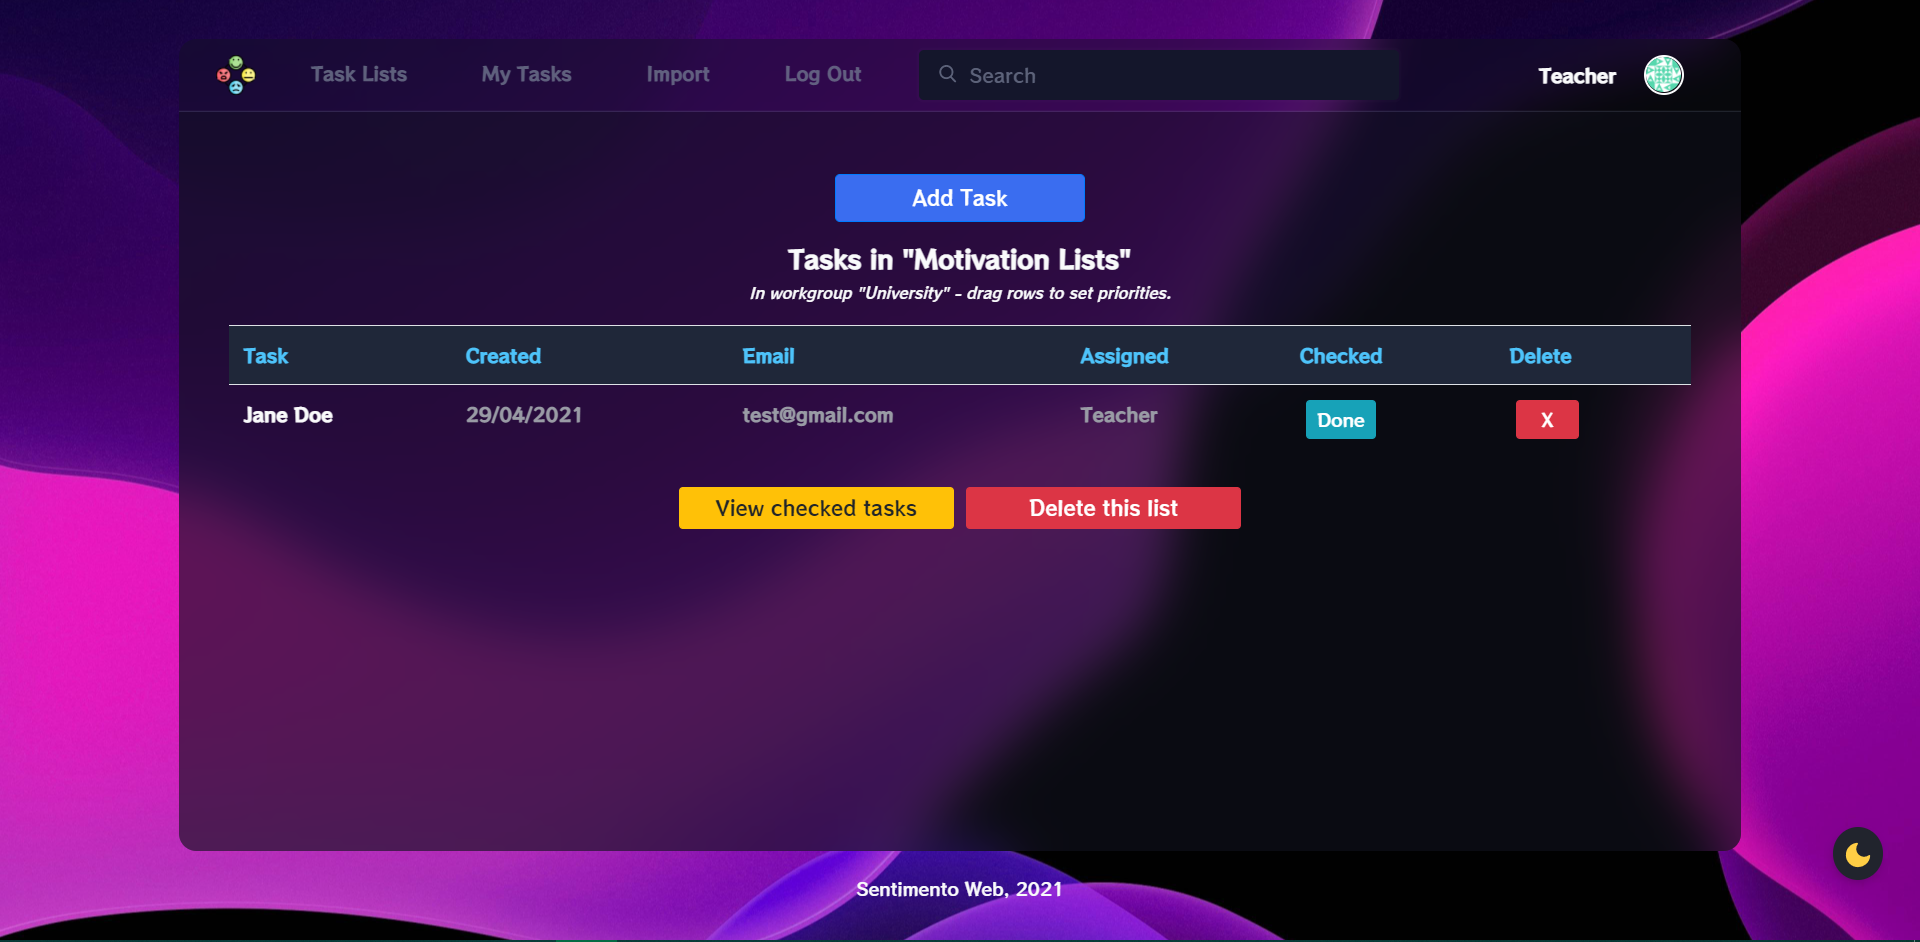 Task Lists My Tasks Import Log Out Search Teacher
Add Task
Tasks in "Motivation Lists"
In workgroup "University" - drag rows to set priorities.
Task Created Email Assigned Checked Delete
Jane Doe 29/04/2021 test@gmail.com Teacher Done X
View checked tasks Delete this list
Sentimento Web, 2021